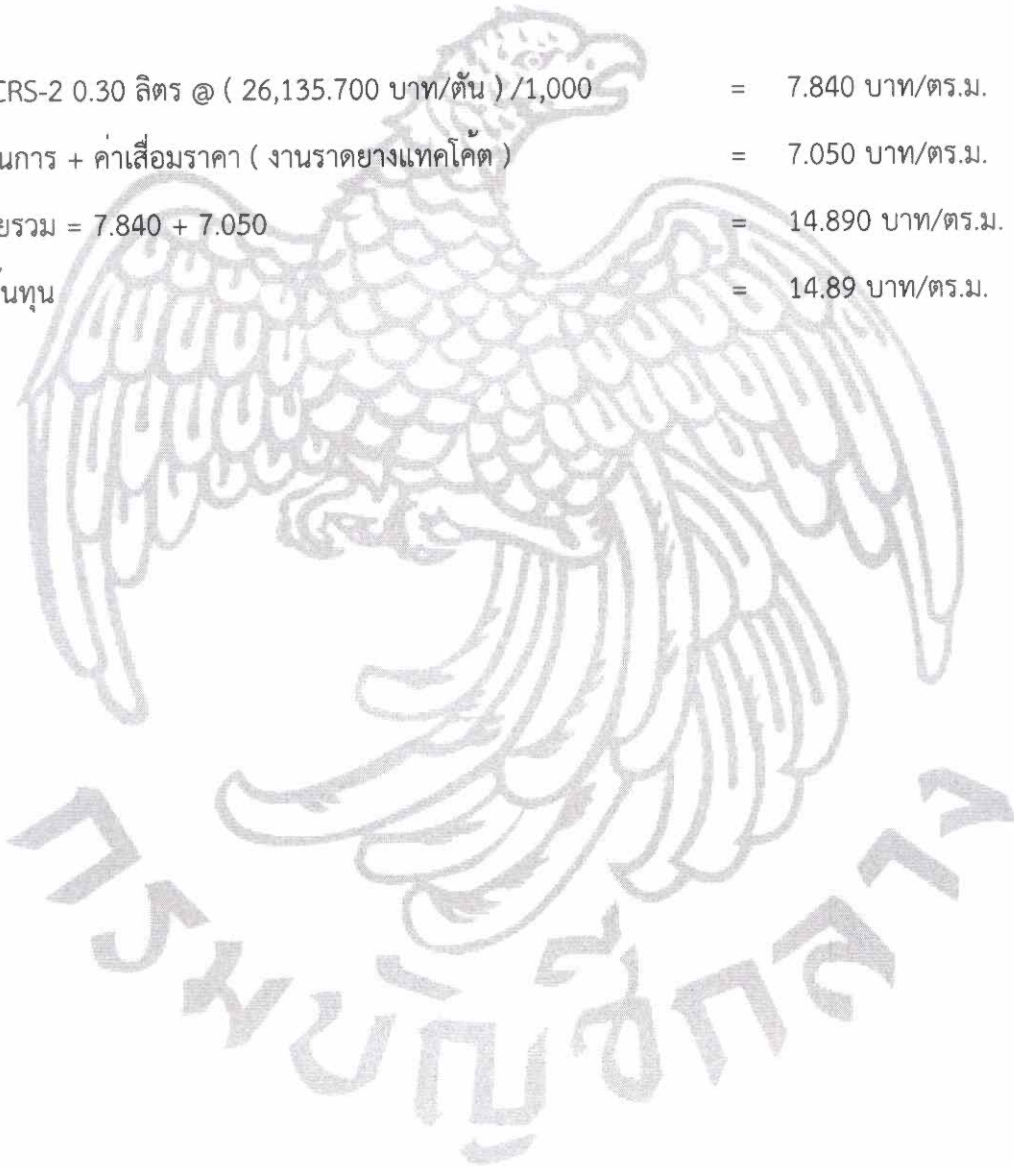 CRS-2 0.30 ลิตร @ ( 26,135.700 บาท/ตัน ) /1,000 = 7.840 บาท/ตร.ม.
นการ + ค่าเสื่อมราคา ( งานราดยางแทคโค้ต ) = 7.050 บาท/ตร.ม.
ยรวม = 7.840 + 7.050 = 14.890 บาท/ตร.ม.
ันทุน = 14.89 บาท/ตร.ม.
กรมบัญชีกลาง